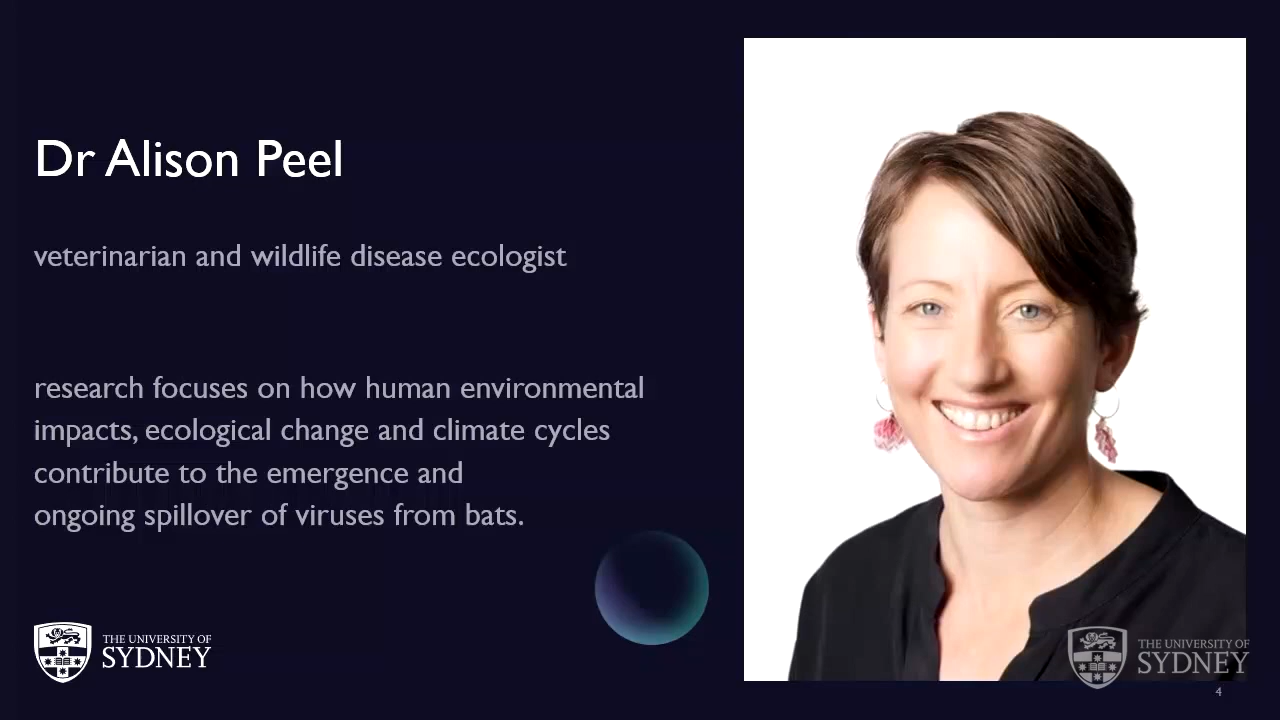 Dr Alison Peel
veterinarian and wildlife disease ecologist
research focuses on how human environmental
impacts, ecological change and climate cycles
contribute to the emergence and
ongoing spillover of viruses from bats.
THE UNIVERSITY OF
SYDNEY
THE UNIVERSITY OF
SYDNEY
4